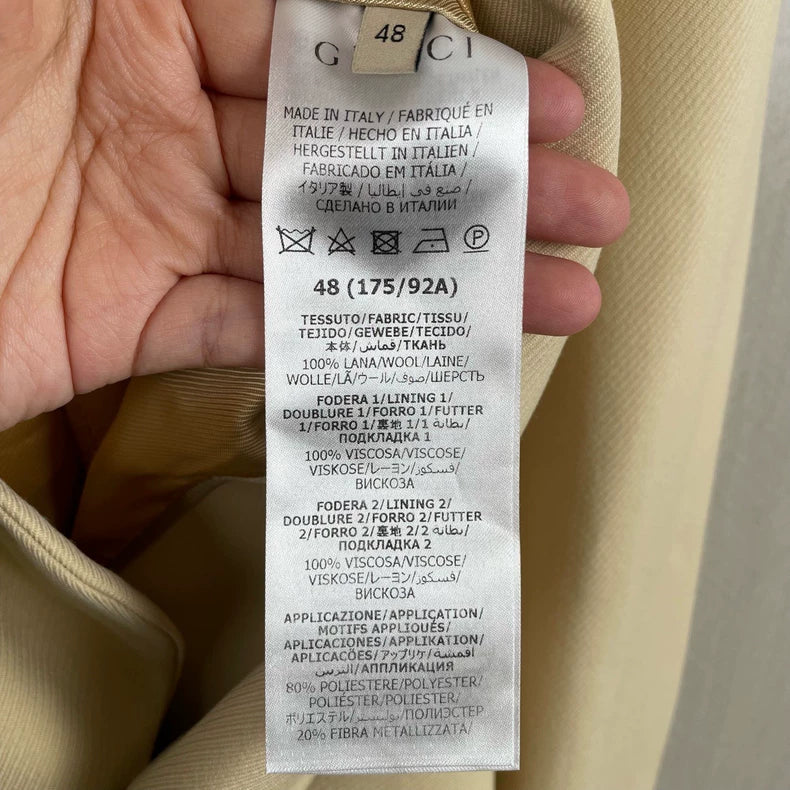 48
G CCI
MADE IN ITALY / FABRIQUÉ EN
ITALIE / HECHO EN ITALIA /
HERGESTELLT IN ITALIEN /
FABRICADO EM ITÁLIA /
イタリア製 / صنع في إيطاليا /
СДЕЛАНО В ИТАЛИИ
P
48 (175/92A)
TESSUTO/FABRIC/TISSU/
TEJIDO/GEWEBE/TECIDO/
本体/قماش/ТКАНЬ
100% LANA/WOOL/LAINE/
WOLLE/LÃ/ウール/صوف/ШЕРСТЬ
FODERA 1/LINING 1/
DOUBLURE 1/FORRO 1/FUTTER
1/FORRO 1/裏地 1/بطانة 1/
ПОДКЛАДКА 1
100% VISCOSA/VISCOSE/
VISKOSE/レーヨン/فسكوز/
ВИСКОЗА
FODERA 2/LINING 2/
DOUBLURE 2/FORRO 2/FUTTER
2/FORRO 2/裏地 2/بطانة 2/
ПОДКЛАДКА 2
100% VISCOSA/VISCOSE/
VISKOSE/レーヨン/فسكوز/
ВИСКОЗА
APPLICAZIONE/APPLICATION/
MOTIFS APPLIQUÉS/
APLICACIONES/APPLIKATION/
APLICAÇÕES/アップリケ/أقمشة
التزيين/АППЛИКАЦИЯ
80% POLIESTERE/POLYESTER/
POLIÉSTER/POLIESTER/
ポリエステル/بوليستر/ПОЛИЭСТЕР
20% FIBRA METALLIZZATA/